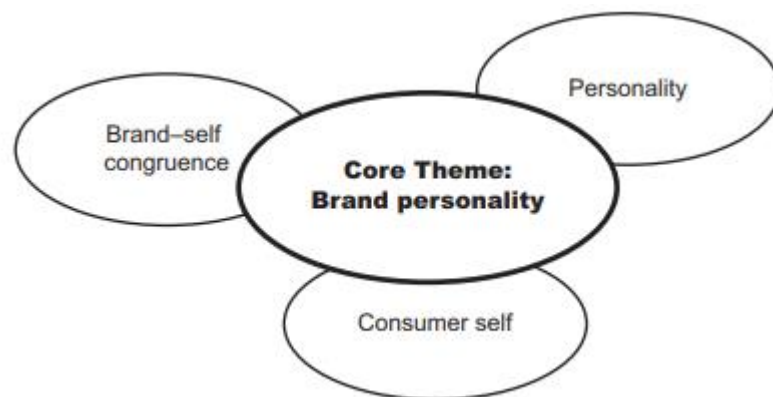 Personality
Brand–self
congruence
Core Theme:
Brand personality
Consumer self